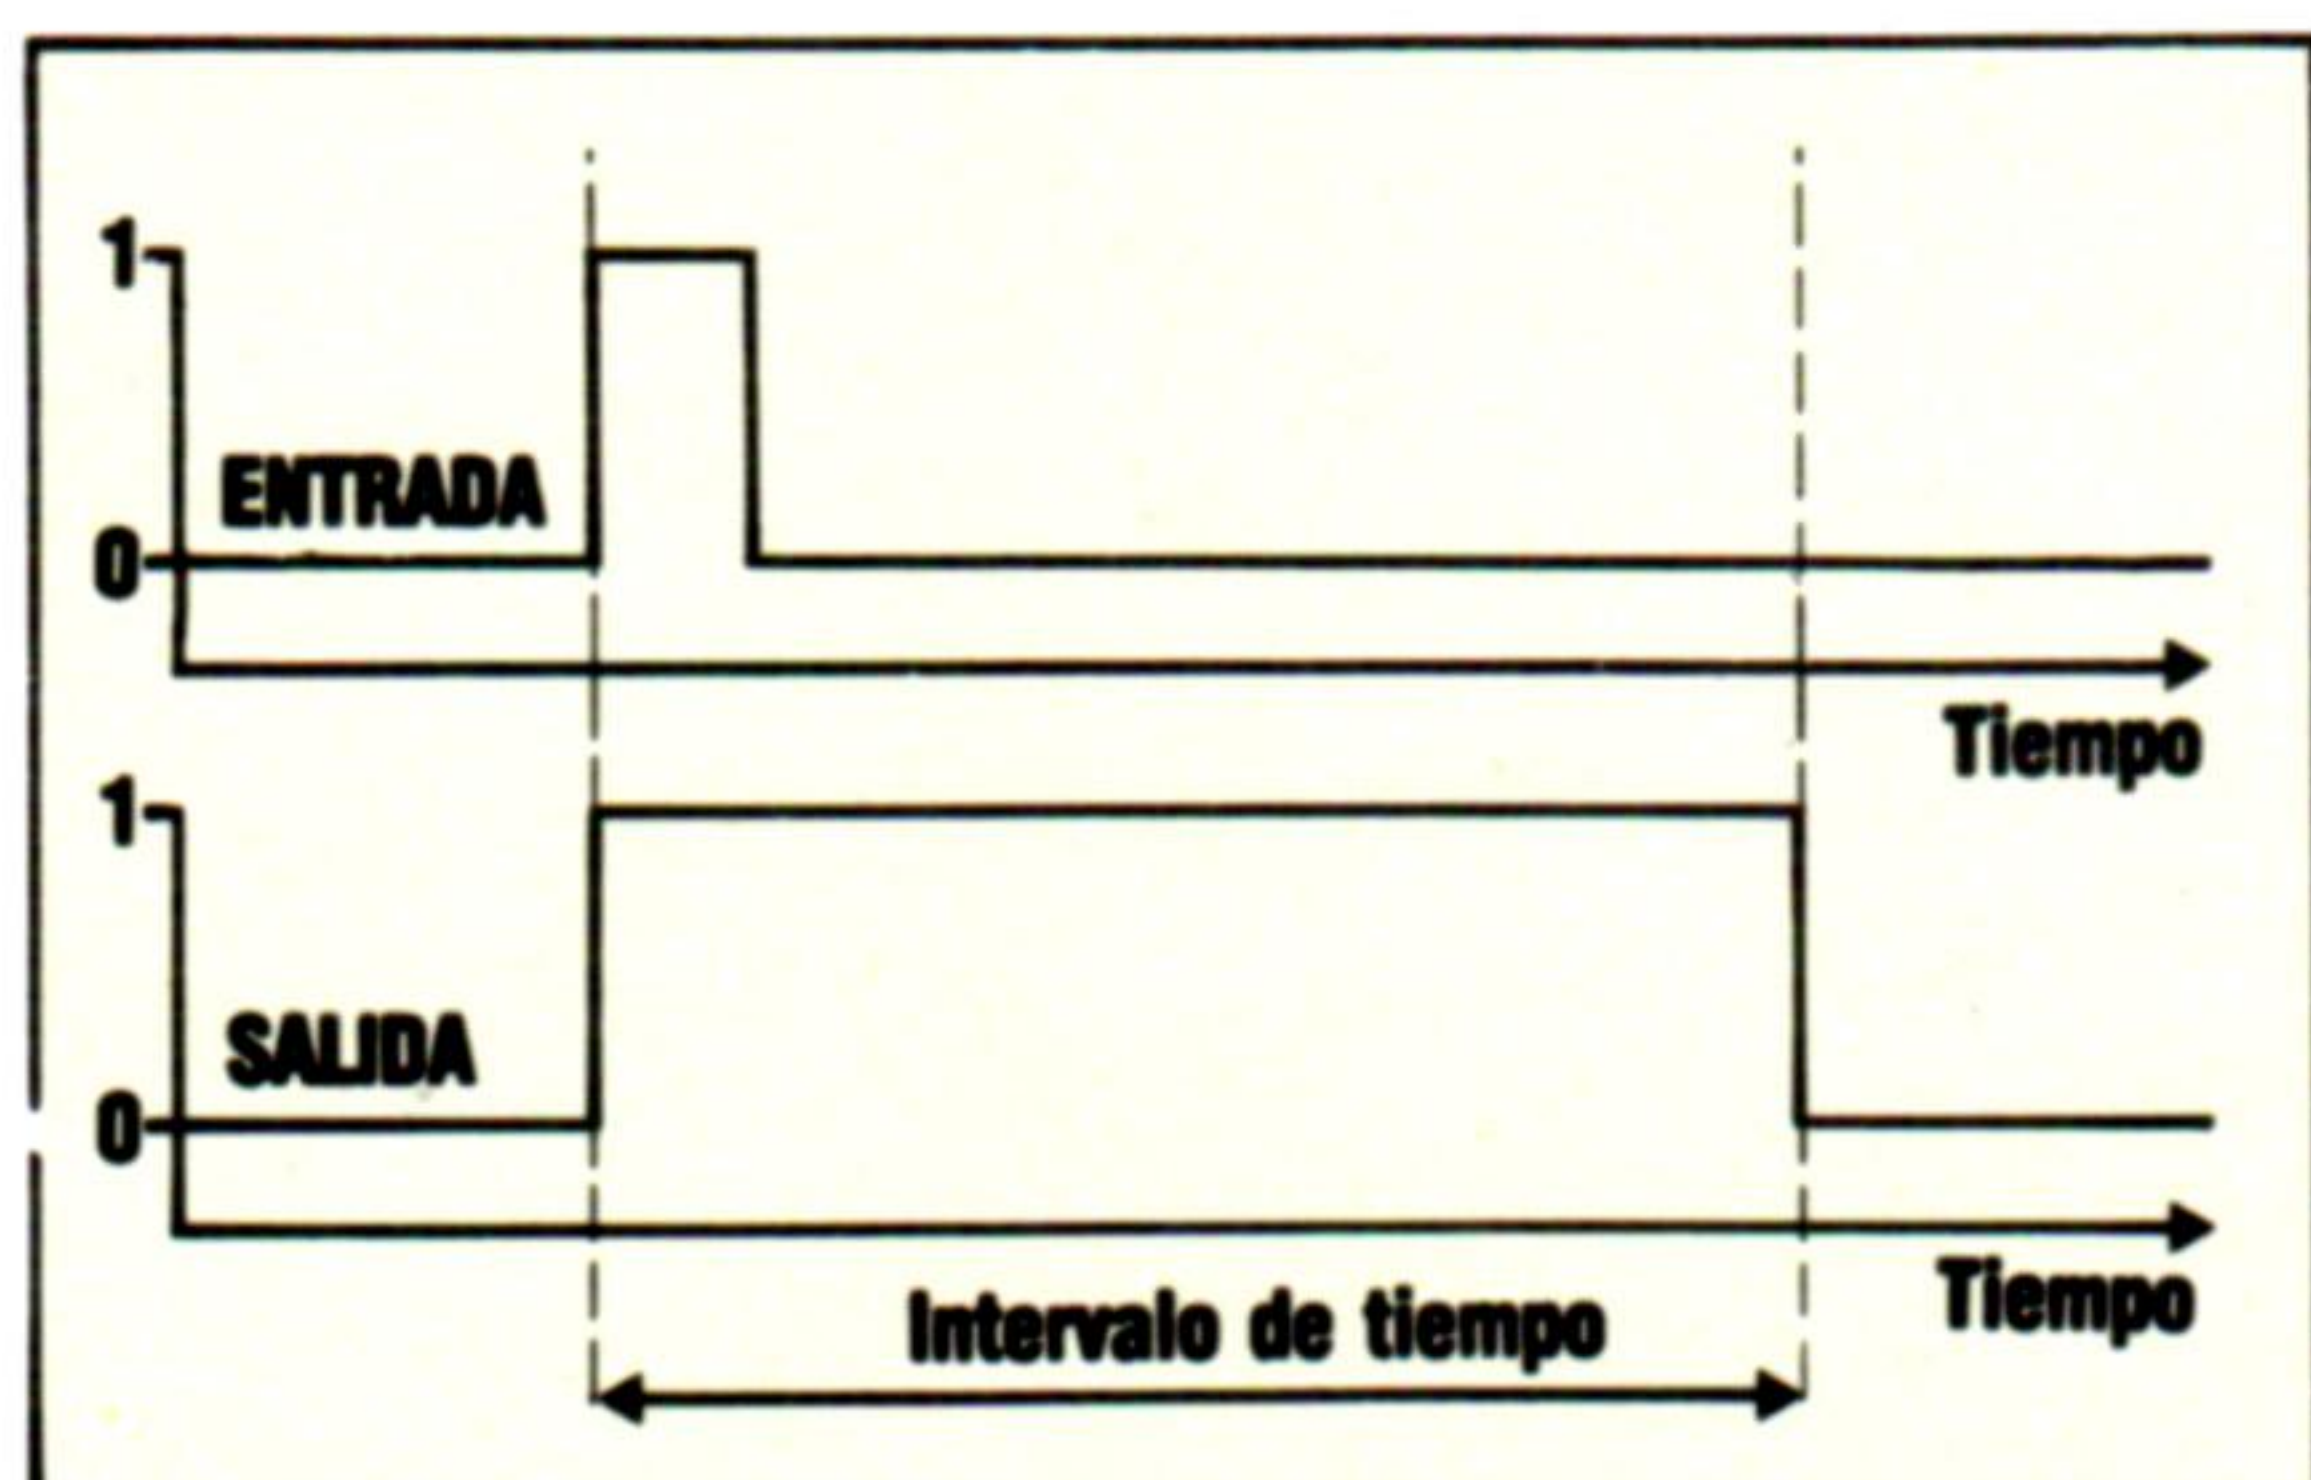 1
ENTRADA
0
Tiempo
1
SALIDA
0
Tiempo
Intervalo de tiempo